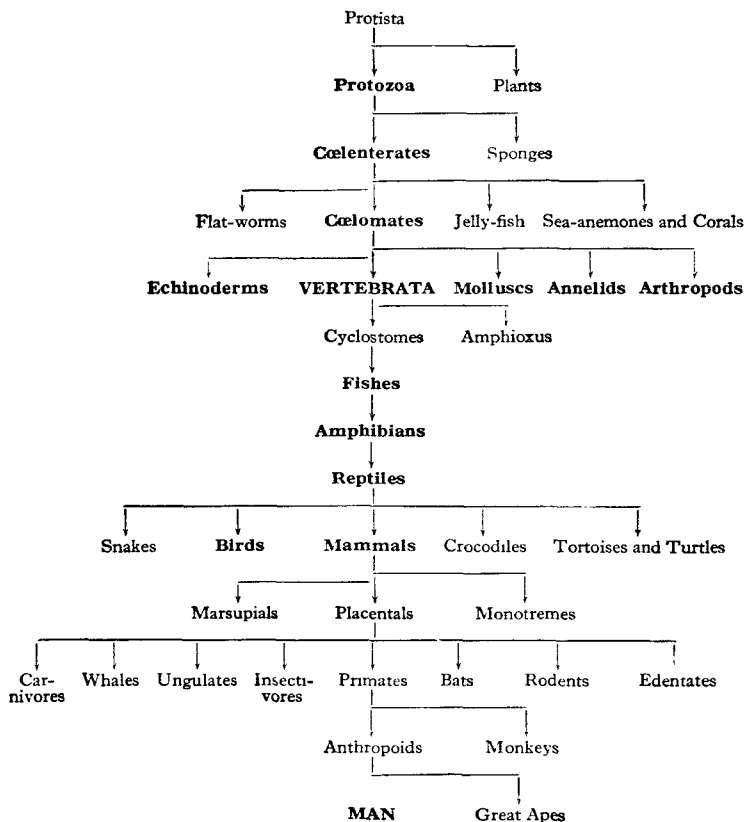 Protista
Protozoa Plants
Cœlenterates Sponges
Flat-worms Cœlomates Jelly-fish Sea-anemones and Corals
Echinoderms VERTEBRATA Molluscs Annelids Arthropods
Cyclostomes Amphioxus
Fishes
Amphibians
Reptiles
Snakes Birds Mammals Crocodiles Tortoises and Turtles
Marsupials Placentals Monotremes
Car- Whales Ungulates Insecti- Primates Bats Rodents Edentates
nivores vores
Anthropoids Monkeys
MAN Great Apes